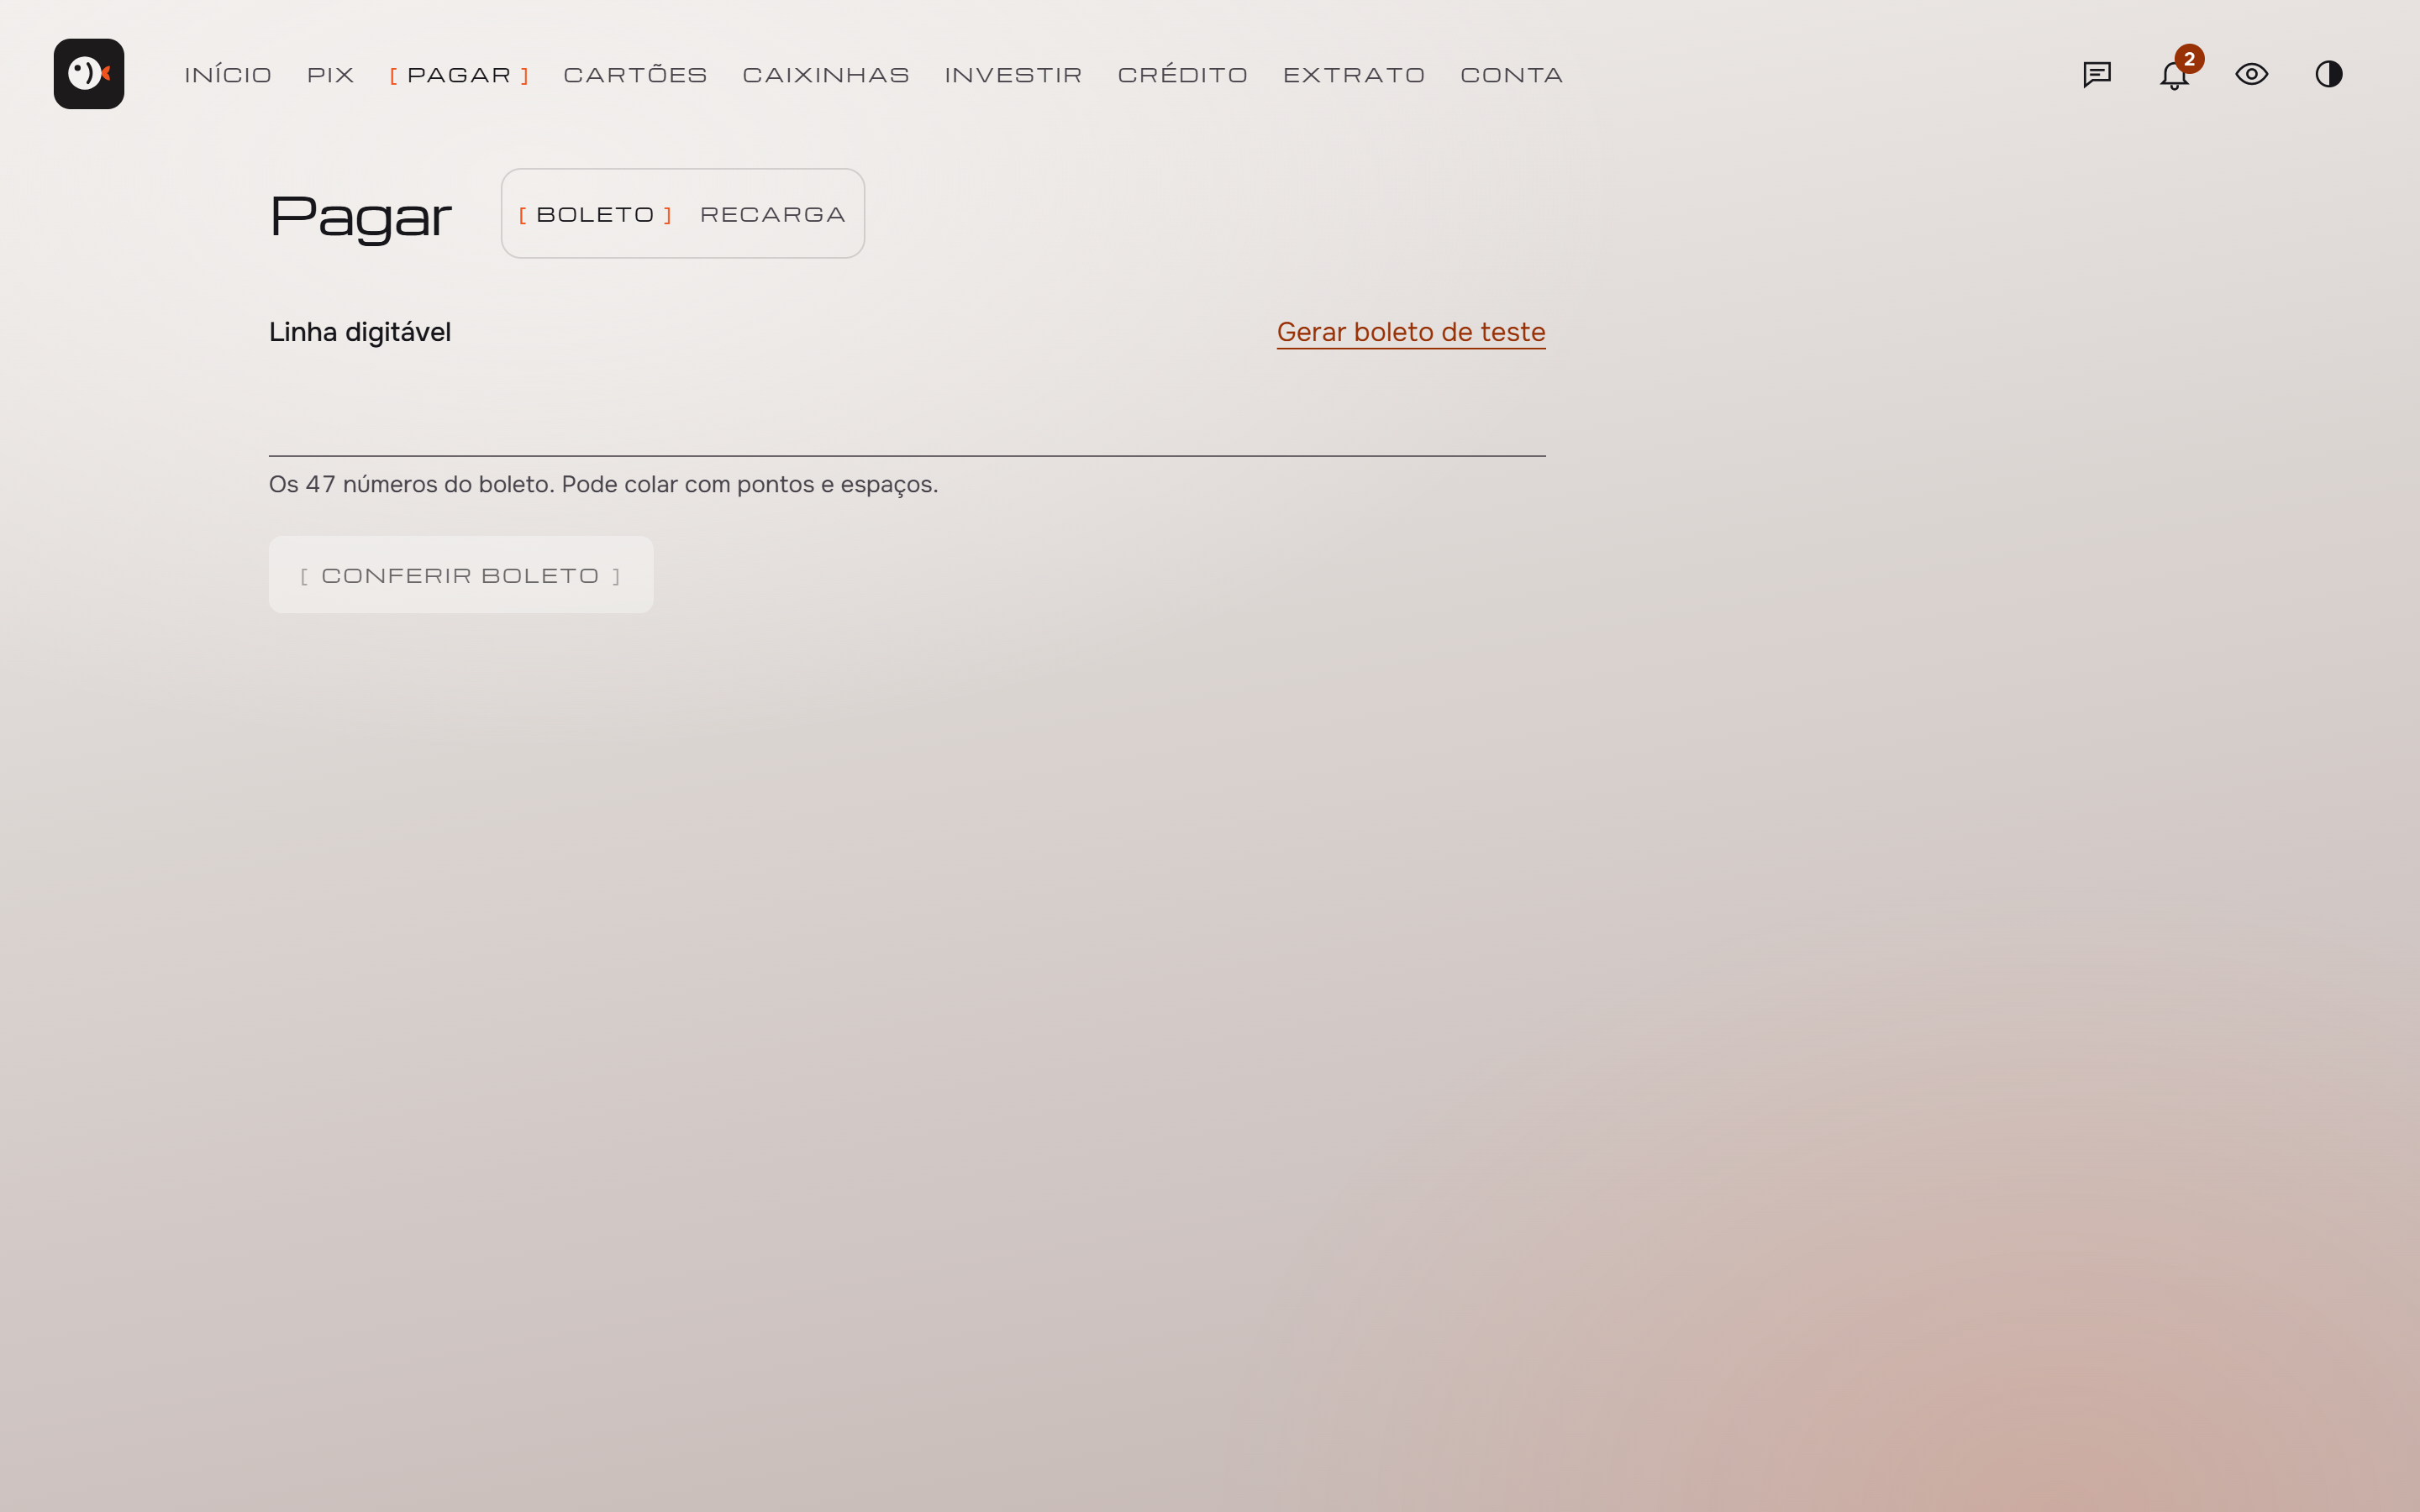 INÍCIO PIX [ PAGAR ] CARTÕES CAIXINHAS INVESTIR CRÉDITO EXTRATO CONTA 2
Pagar [ BOLETO ] RECARGA
Linha digitável Gerar boleto de teste
Os 47 números do boleto. Pode colar com pontos e espaços.
[ CONFERIR BOLETO ]